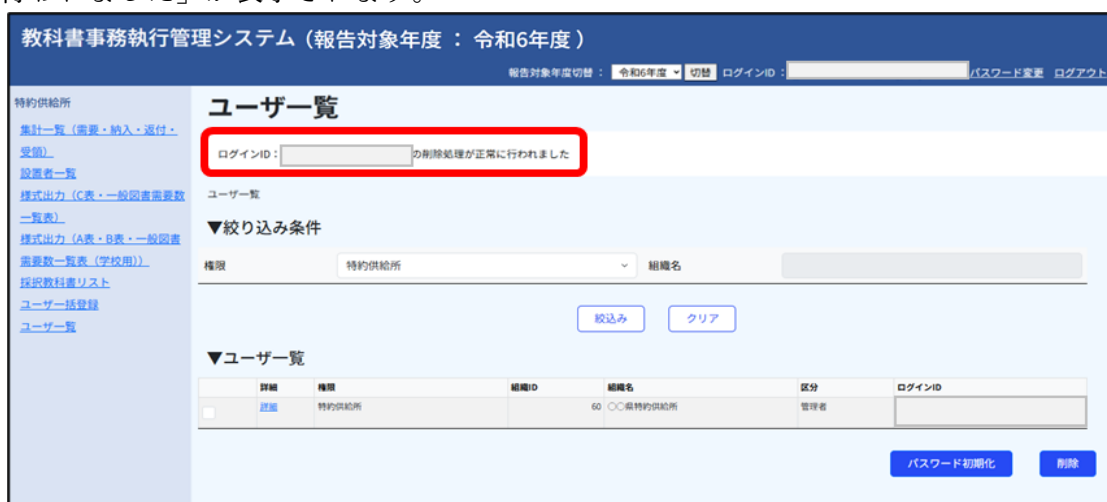 行われました」が表示されます。
教科書事務執行管理システム（報告対象年度 ： 令和6年度 ）
報告対象年度切替： 令和6年度 切替 ログインID： パスワード変更 ログアウト
特約供給所
集計一覧（需要・納入・返付・
受領）
設置者一覧
様式出力（C表・一般図書需要数
一覧表）
様式出力（A表・B表・一般図書
需要数一覧表（学校用））
採択教科書リスト
ユーザ一括登録
ユーザ一覧
ユーザ一覧
ログインID： の削除処理が正常に行われました
ユーザ一覧
▼絞り込み条件
権限 特約供給所 組織名
絞込み クリア
▼ユーザ一覧
詳細 権限 組織ID 組織名 区分 ログインID
詳細 特約供給所 60 ○○県特約供給所 管理者
パスワード初期化 削除